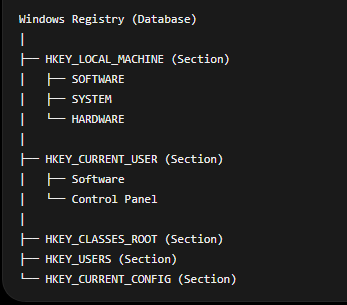 Windows Registry (Database)
│
├── HKEY_LOCAL_MACHINE (Section)
│   ├── SOFTWARE
│   ├── SYSTEM
│   └── HARDWARE
│
├── HKEY_CURRENT_USER (Section)
│   ├── Software
│   └── Control Panel
│
├── HKEY_CLASSES_ROOT (Section)
├── HKEY_USERS (Section)
└── HKEY_CURRENT_CONFIG (Section)